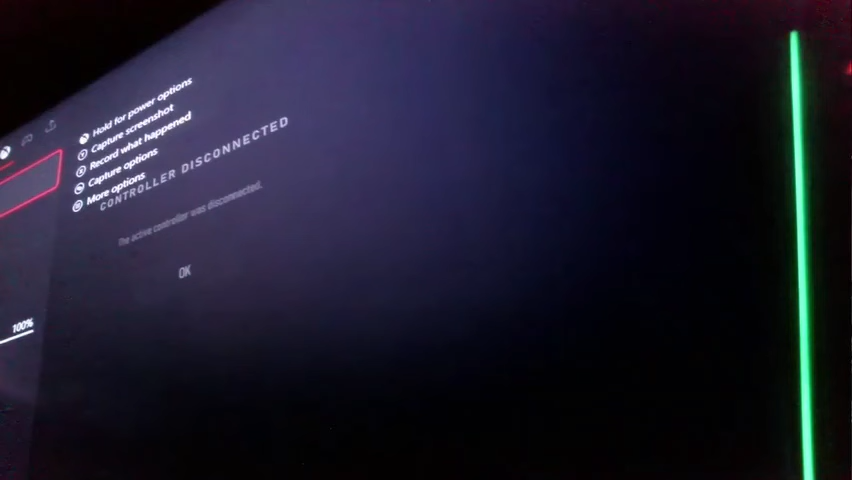 Hold for power options
Capture screenshot
Record what happened
Capture options
More options
CONTROLLER DISCONNECTED
The active controller was disconnected.
OK
100%